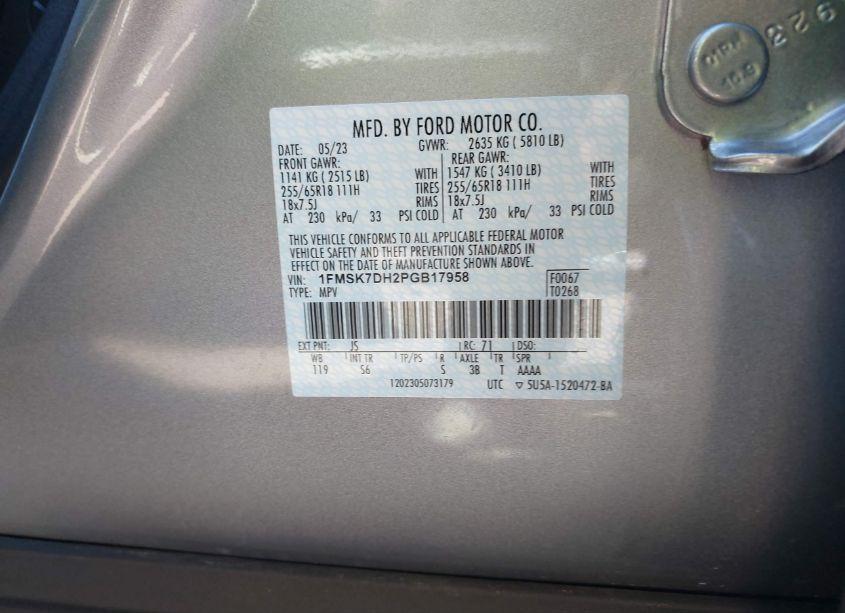 923
MFD. BY FORD MOTOR CO.
DATE: 05/23 GVWR: 2635 KG ( 5810 LB)
FRONT GAWR: REAR GAWR:
1141 KG ( 2515 LB) WITH 1547 KG ( 3410 LB) WITH
255/65R18 111H TIRES 255/65R18 111H TIRES
18x7.5J RIMS 18x7.5J RIMS
AT 230 kPa/ 33 PSI COLD AT 230 kPa/ 33 PSI COLD
THIS VEHICLE CONFORMS TO ALL APPLICABLE FEDERAL MOTOR
VEHICLE SAFETY AND THEFT PREVENTION STANDARDS IN
EFFECT ON THE DATE OF MANUFACTURE SHOWN ABOVE.
VIN: 1FMSK7DH2PGB17958 F0067
TYPE: MPV T0268
EXT PNT: JS RC: 71 DSO:
WB INT TR TP/PS R AXLE TR SPR
119 S6 S 3B T AAAA
1202305073179 UTC ▽ 5U5A-1520472-BA